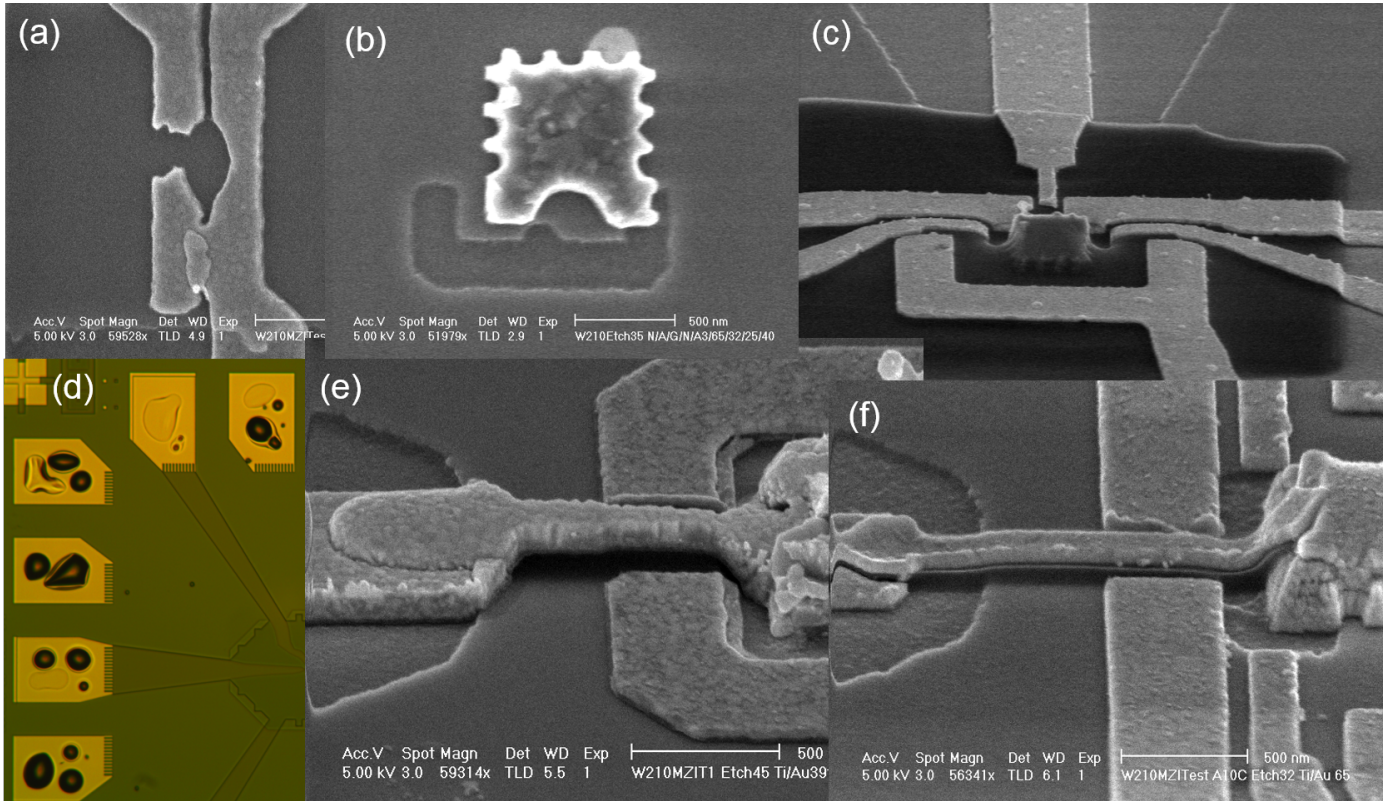 (a)
(b)
(c)
Acc.V Spot Magn Det WD Exp
5.00 kV 3.0 59528x TLD 4.9 1 W210MZITes
Acc.V Spot Magn Det WD Exp 500 nm
5.00 kV 3.0 51979x TLD 2.9 1 W210Etch35 N/A/G/N/A3/65/32/25/40
(d)
(e)
(f)
Acc.V Spot Magn Det WD Exp 500
5.00 kV 3.0 59314x TLD 5.5 1 W210MZIT1 Etch45 Ti/Au39
Acc.V Spot Magn Det WD Exp 500 nm
5.00 kV 3.0 56341x TLD 6.1 1 W210MZITest A10C Etch32 Ti/Au 65